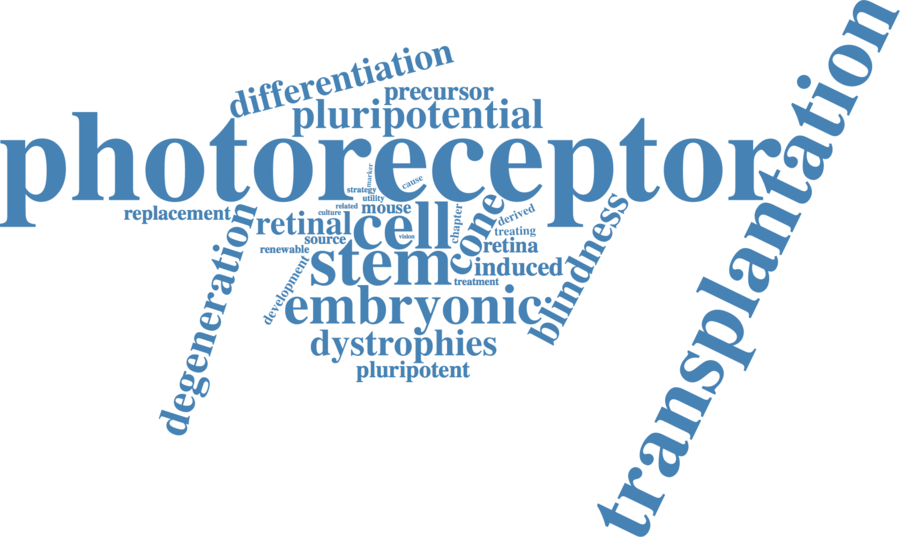 differentiation
precursor
pluripotential
photoreceptor
transplantation
marker
cause
strategy
utility
related
mouse
culture
replacement
retinal
cell
cone
chapter
derived
treating
vision
source
renewable
retina
blindness
degeneration
stem
induced
treatment
development
embryonic
dystrophies
pluripotent